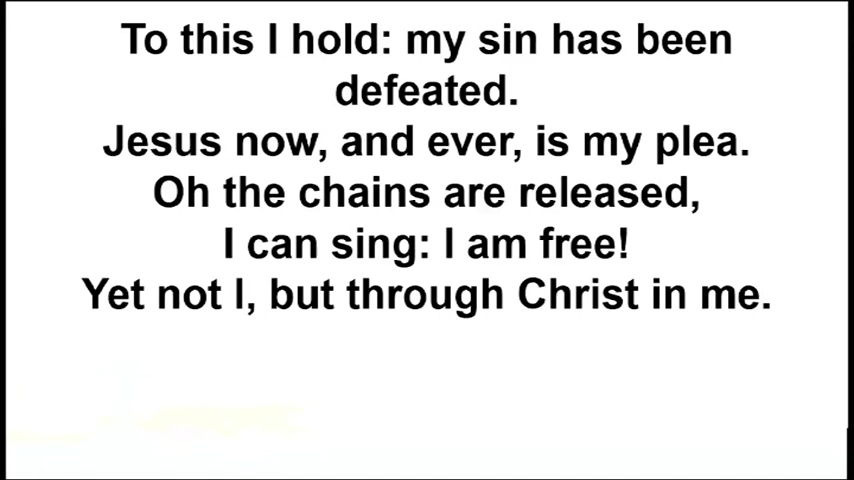 To this I hold: my sin has been
defeated.
Jesus now, and ever, is my plea.
Oh the chains are released,
I can sing: I am free!
Yet not I, but through Christ in me.